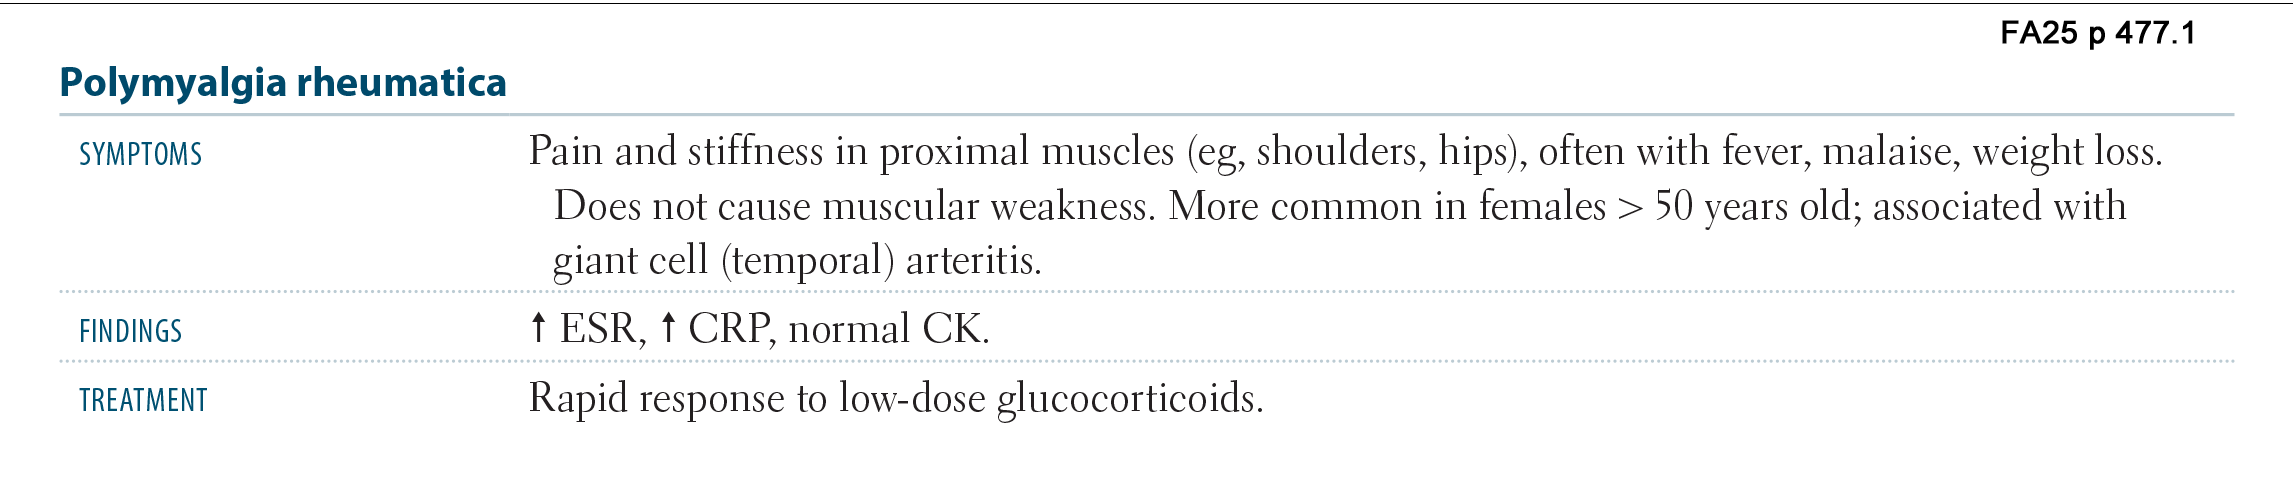 FA25 p 477.1
Polymyalgia rheumatica
SYMPTOMS Pain and stiffness in proximal muscles (eg, shoulders, hips), often with fever, malaise, weight loss.
Does not cause muscular weakness. More common in females > 50 years old; associated with
giant cell (temporal) arteritis.
FINDINGS ↑ ESR, ↑ CRP, normal CK.
TREATMENT Rapid response to low-dose glucocorticoids.